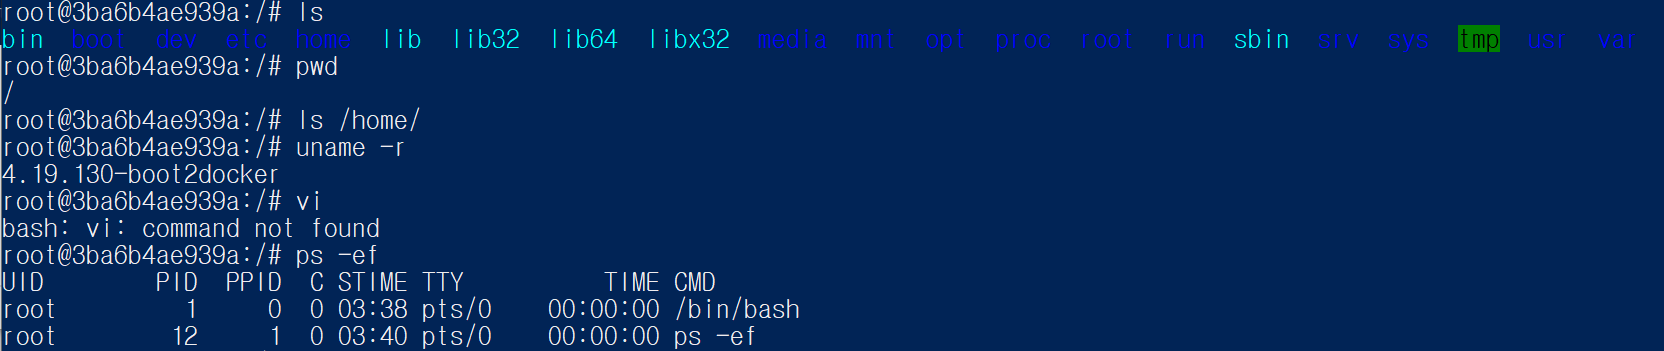 root@3ba6b4ae939a:/# ls
bin  boot  dev  etc  home  lib  lib32  lib64  libx32  media  mnt  opt  proc  root  run  sbin  srv  sys  tmp  usr  var
root@3ba6b4ae939a:/# pwd
/
root@3ba6b4ae939a:/# ls /home/
root@3ba6b4ae939a:/# uname -r
4.19.130-boot2docker
root@3ba6b4ae939a:/# vi
bash: vi: command not found
root@3ba6b4ae939a:/# ps -ef
UID        PID  PPID  C STIME TTY          TIME CMD
root         1     0  0 03:38 pts/0    00:00:00 /bin/bash
root        12     1  0 03:40 pts/0    00:00:00 ps -ef